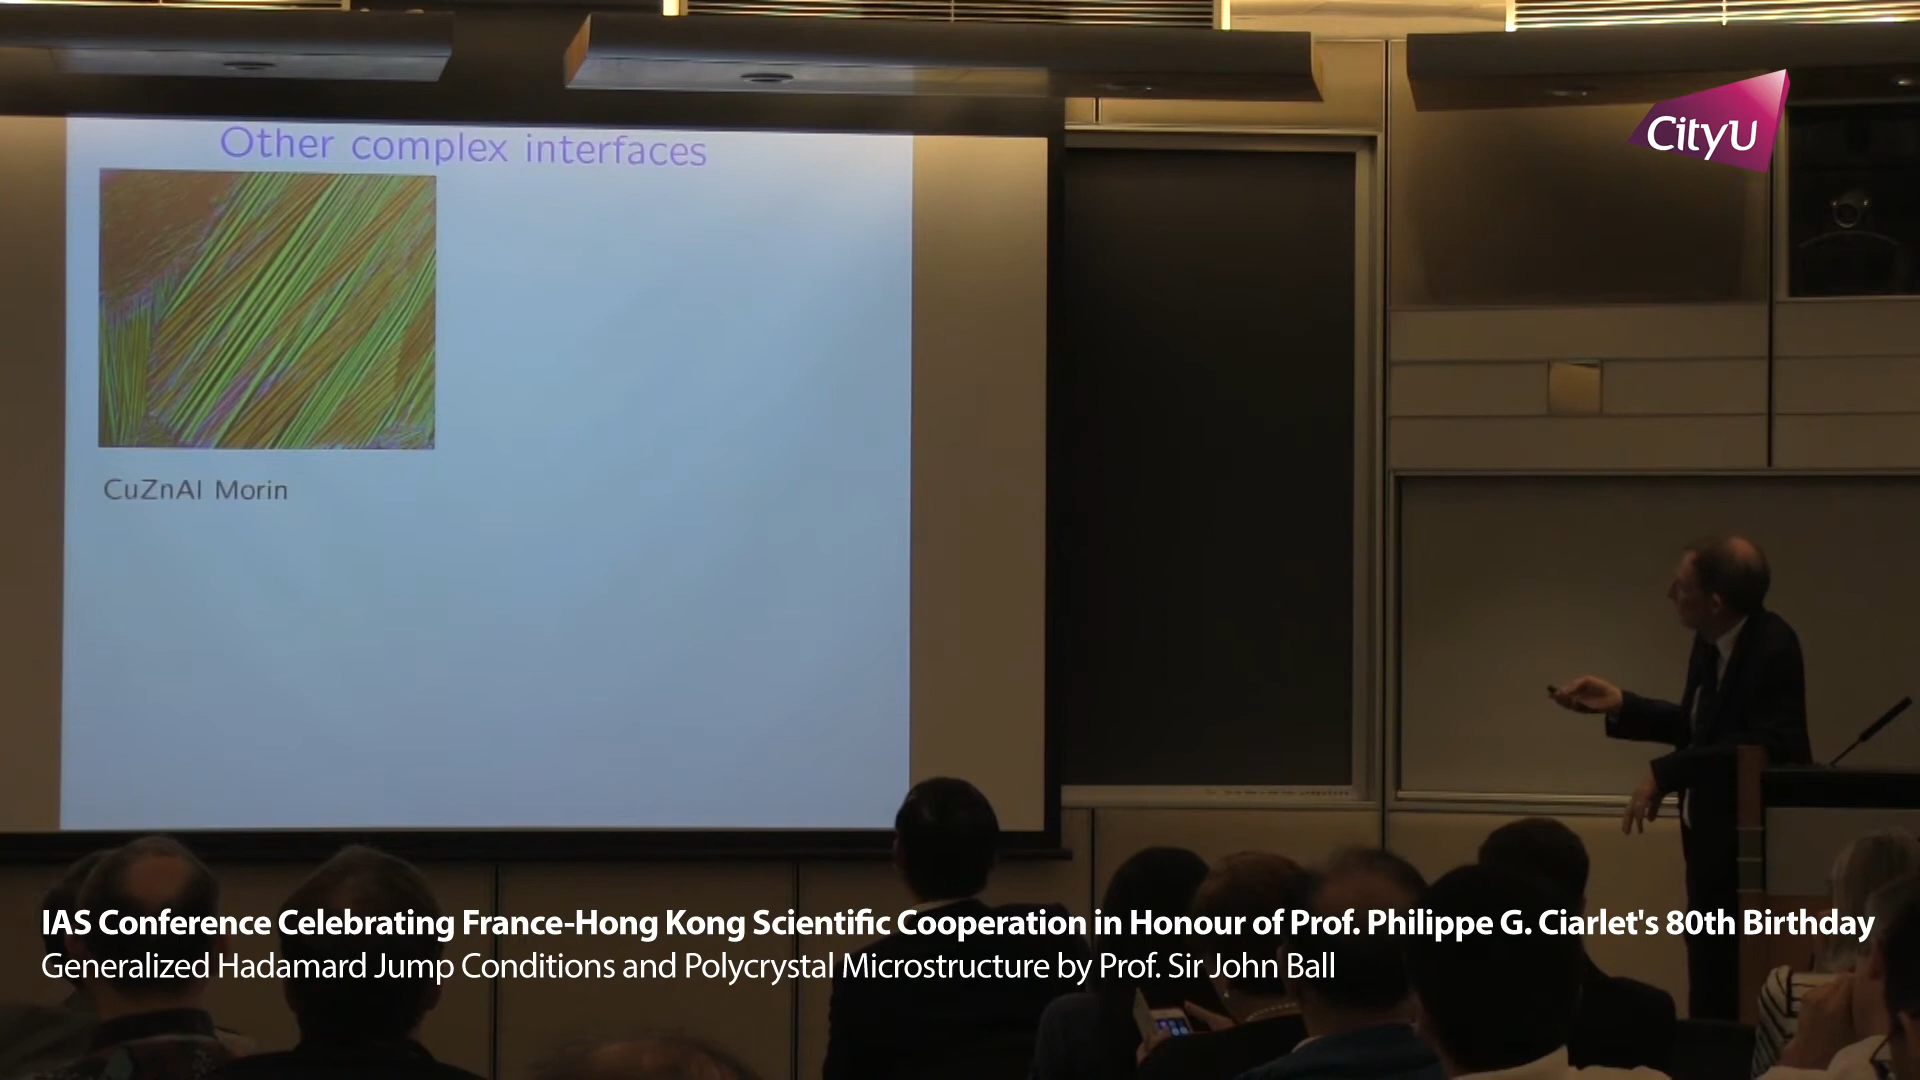 Other complex interfaces
CityU
CuZnAl Morin
IAS Conference Celebrating France-Hong Kong Scientific Cooperation in Honour of Prof. Philippe G. Ciarlet's 80th Birthday
Generalized Hadamard Jump Conditions and Polycrystal Microstructure by Prof. Sir John Ball